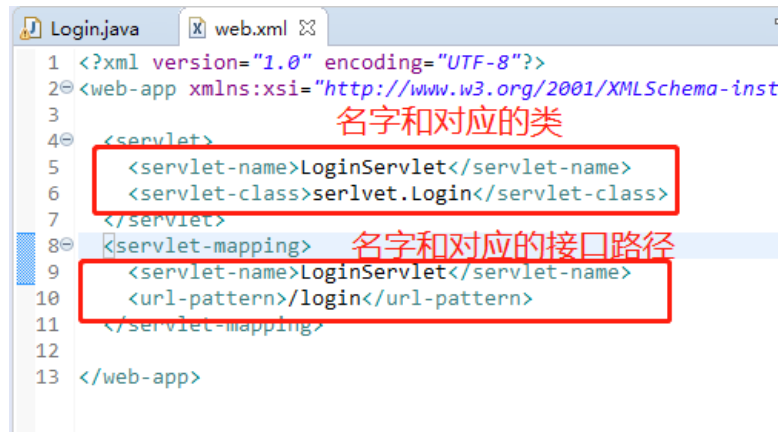 Login.java web.xml
1 <?xml version="1.0" encoding="UTF-8"?>
2 <web-app xmlns:xsi="http://www.w3.org/2001/XMLSchema-inst
3
名字和对应的类
4 <servlet>
5 <servlet-name>LoginServlet</servlet-name>
6 <servlet-class>serlvet.Login</servlet-class>
7 </servlet>
8 <servlet-mapping> 名字和对应的接口路径
9 <servlet-name>LoginServlet</servlet-name>
10 <url-pattern>/login</url-pattern>
11 </servlet-mapping>
12
13 </web-app>